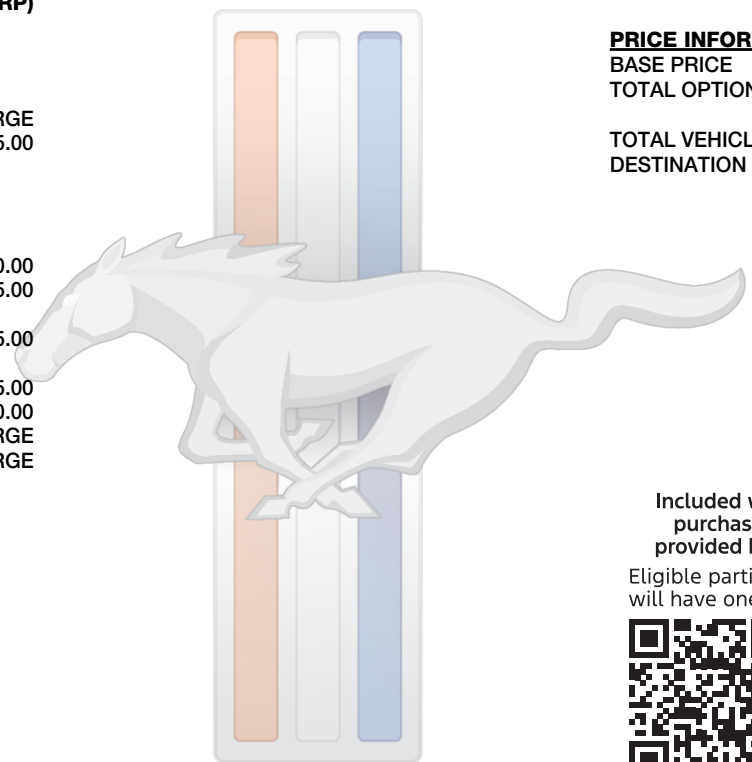 RP)
RGE
5.00
0.00
5.00
5.00
5.00
0.00
RGE
RGE
PRICE INFOR
BASE PRICE
TOTAL OPTION
TOTAL VEHICL
DESTINATION
Included w
purchas
provided b
Eligible parti
will have one